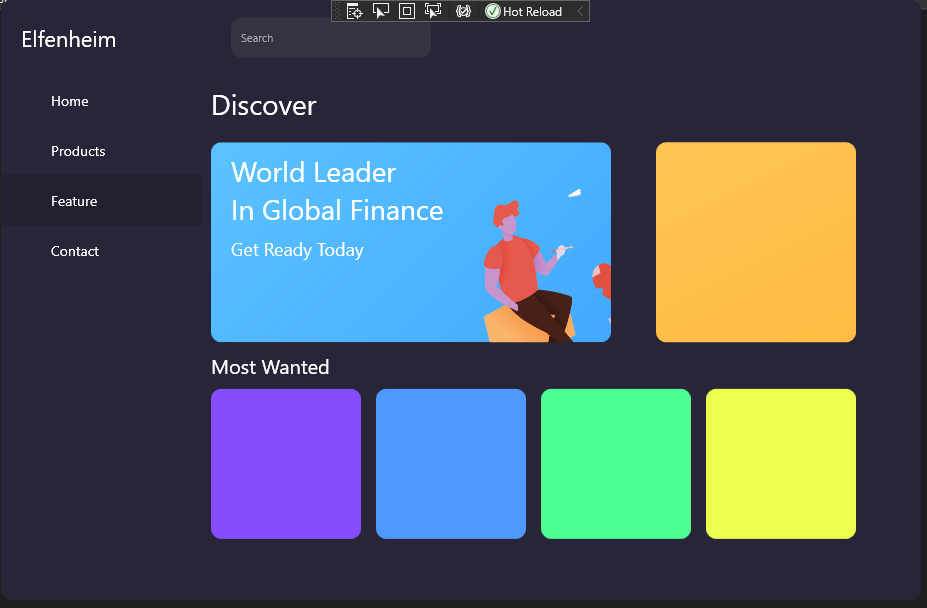 Hot Reload
Elfenheim
Search
Home
Products
Feature
Contact
Discover
World Leader
In Global Finance
Get Ready Today
Most Wanted